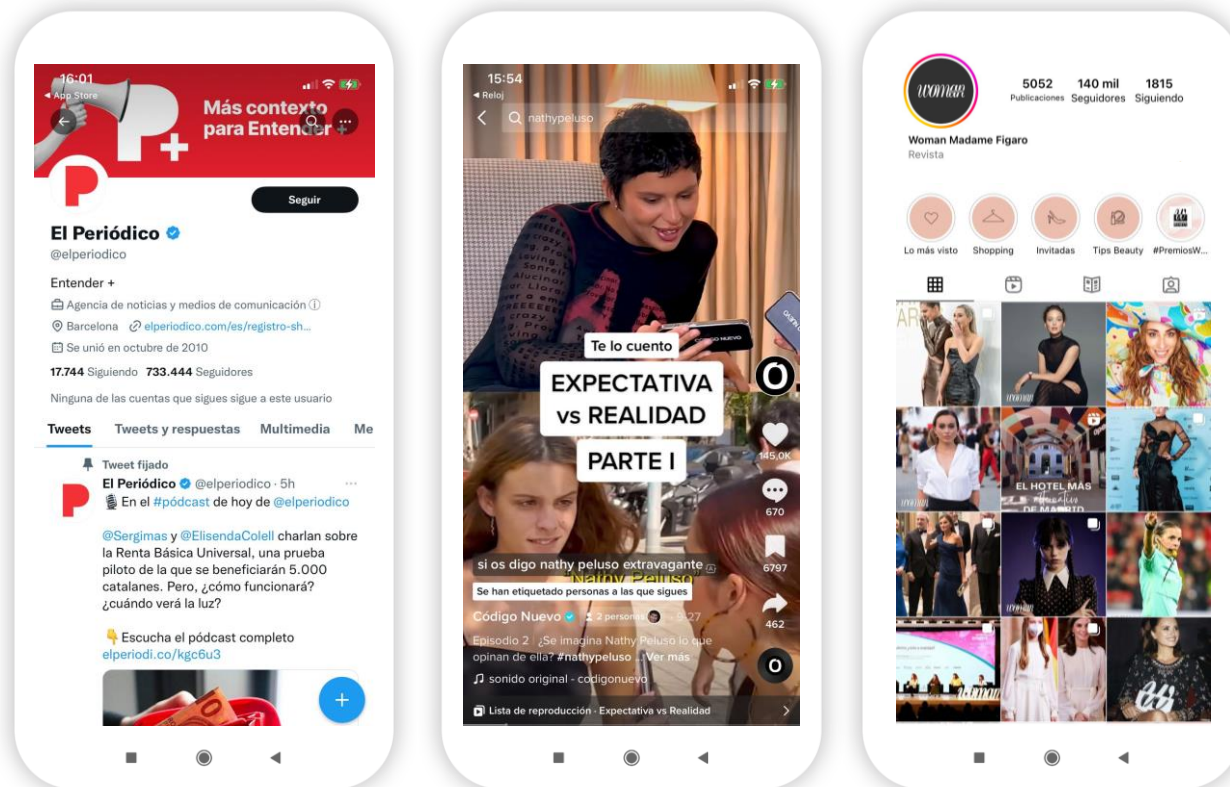 16:01
App Store
Más contexto
para Entender +
P+
Seguir
El Periódico
@elperiodico
Entender +
Agencia de noticias y medios de comunicación
Barcelona elperiodico.com/es/registro-sh...
Se unió en octubre de 2010
17.744 Siguiendo 733.444 Seguidores
Ninguna de las cuentas que sigues sigue a este usuario
Tweets Tweets y respuestas Multimedia Me
Tweet fijado
El Periódico @elperiodico · 5h
En el #pódcast de hoy de @elperiodico
@Sergimas y @ElisendaColell charlan sobre
la Renta Básica Universal, una prueba
piloto de la que se beneficiarán 5.000
catalanes. Pero, ¿cómo funcionará?
¿cuándo verá la luz?
Escucha el pódcast completo
elperiodi.co/kgc6u3
15:54
Reloj
nathypeluso
Te lo cuento
EXPECTATIVA
vs REALIDAD
PARTE I
145,0K
670
6797
462
si os digo nathy peluso extravagante
"Nathy Peluso"
Se han etiquetado personas a las que sigues
Código Nuevo 2 personas · 9-27
Episodio 2 | ¿Se imagina Nathy Peluso lo que
opinan de ella? #nathypeluso ... Ver más
sonido original - codigonuevo
Lista de reproducción · Expectativa vs Realidad
woman
5052 140 mil 1815
Publicaciones Seguidores Siguiendo
Woman Madame Figaro
Revista
Lo más visto Shopping Invitadas Tips Beauty #PremiosW...
woman
woman
EL HOTEL MÁS
DE MADRID
woman
woman